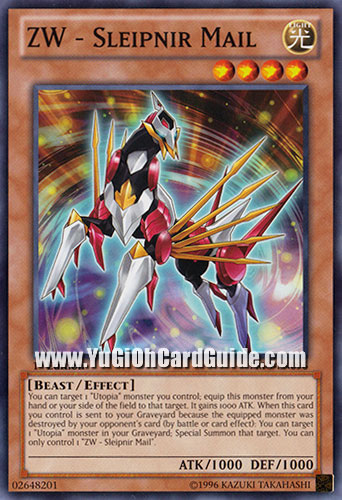 ZW - Sleipnir Mail
LIGHT
光
www.YuGiOhCardGuide.com
[Beast / Effect]
You can target 1 "Utopia" monster you control; equip this monster from
your hand or your side of the field to that target. It gains 1000 ATK. When this card
you control is sent to your Graveyard because the equipped monster was
destroyed by your opponent's card (by battle or card effect): You can target
1 "Utopia" monster in your Graveyard; Special Summon that target. You can
only control 1 "ZW - Sleipnir Mail".
ATK/1000 DEF/1000
02648201
©1996 KAZUKI TAKAHASHI